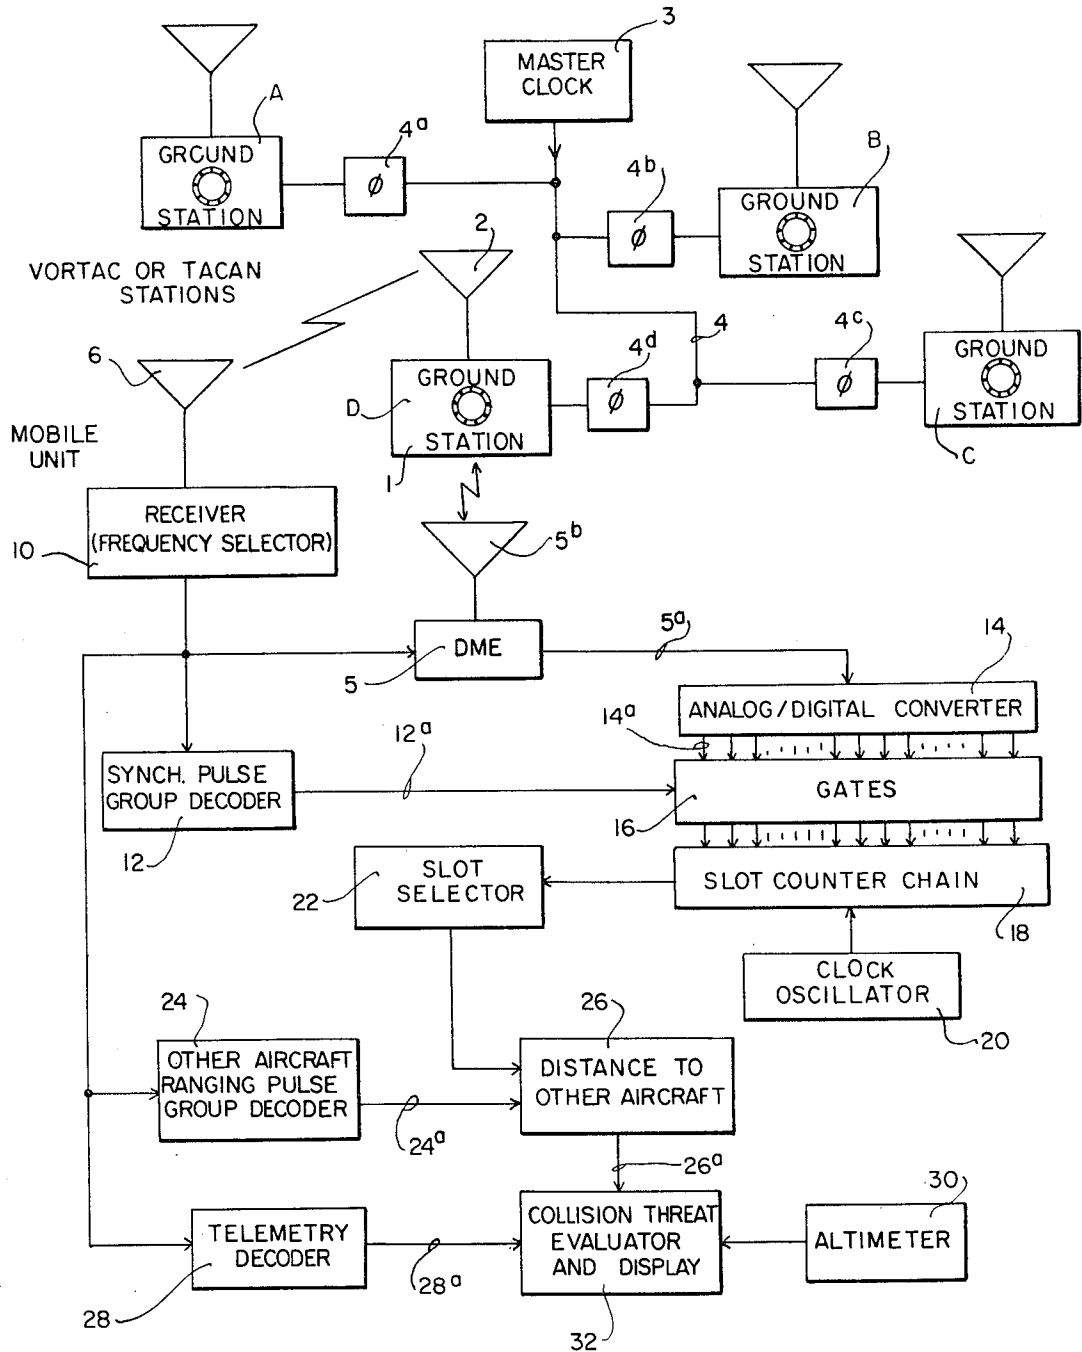 3
MASTER
CLOCK
A
GROUND
STATION
4a
ϕ
4b
ϕ
B
GROUND
STATION
VORTAC OR TACAN
STATIONS
2
6
4d
ϕ
4
4c
ϕ
GROUND
STATION
C
D
GROUND
STATION
1
MOBILE
UNIT
RECEIVER
(FREQUENCY SELECTOR)
10
5b
DME
5
5a
14
ANALOG/DIGITAL CONVERTER
14a
12a
SYNCH. PULSE
GROUP DECODER
12
GATES
16
SLOT
SELECTOR
22
SLOT COUNTER CHAIN
18
CLOCK
OSCILLATOR
20
24
OTHER AIRCRAFT
RANGING PULSE
GROUP DECODER
24a
26
DISTANCE TO
OTHER AIRCRAFT
26a
TELEMETRY
DECODER
28
28a
COLLISION THREAT
EVALUATOR
AND DISPLAY
32
30
ALTIMETER